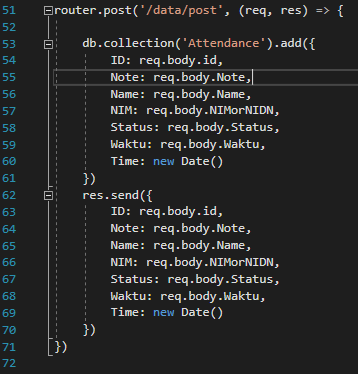 51 router.post('/data/post', (req, res) => {
52
53 db.collection('Attendance').add({
54 ID: req.body.id,
55 Note: req.body.Note,
56 Name: req.body.Name,
57 NIM: req.body.NIMorNIDN,
58 Status: req.body.Status,
59 Waktu: req.body.Waktu,
60 Time: new Date()
61 })
62 res.send({
63 ID: req.body.id,
64 Note: req.body.Note,
65 Name: req.body.Name,
66 NIM: req.body.NIMorNIDN,
67 Status: req.body.Status,
68 Waktu: req.body.Waktu,
69 Time: new Date()
70 })
71 })
72